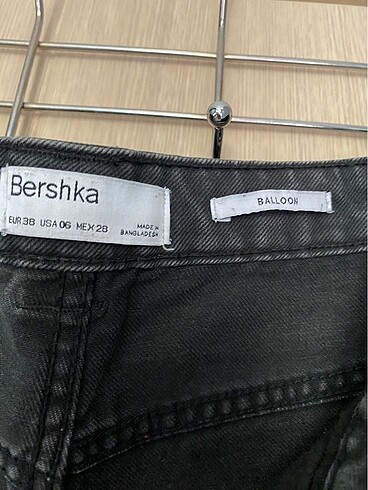 Bershka
EUR 38 USA 06 MEX 28
MADE IN
BANGLADESH
BALLOON